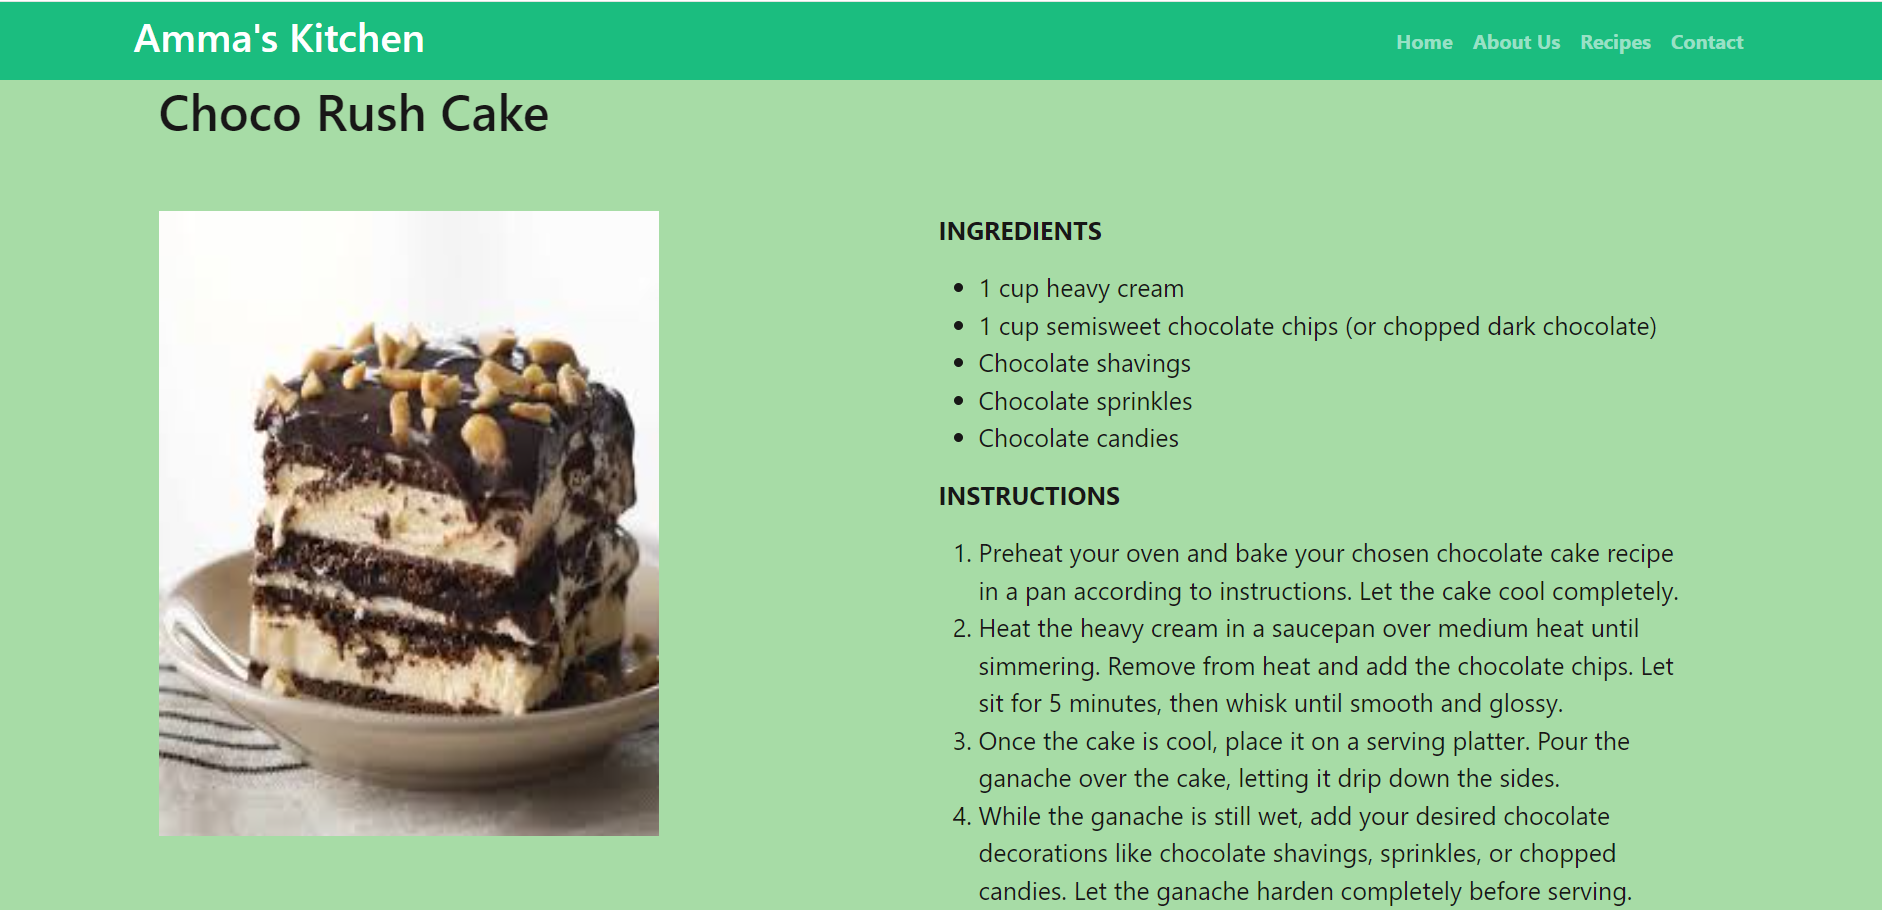 Amma's Kitchen
Home About Us Recipes Contact
Choco Rush Cake
INGREDIENTS
• 1 cup heavy cream
• 1 cup semisweet chocolate chips (or chopped dark chocolate)
• Chocolate shavings
• Chocolate sprinkles
• Chocolate candies
INSTRUCTIONS
1. Preheat your oven and bake your chosen chocolate cake recipe
in a pan according to instructions. Let the cake cool completely.
2. Heat the heavy cream in a saucepan over medium heat until
simmering. Remove from heat and add the chocolate chips. Let
sit for 5 minutes, then whisk until smooth and glossy.
3. Once the cake is cool, place it on a serving platter. Pour the
ganache over the cake, letting it drip down the sides.
4. While the ganache is still wet, add your desired chocolate
decorations like chocolate shavings, sprinkles, or chopped
candies. Let the ganache harden completely before serving.